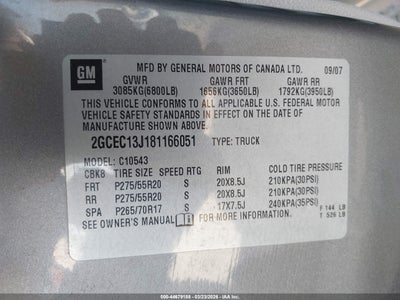 GM
MFD BY GENERAL MOTORS OF CANADA LTD. 09/07
GVWR GAWR FRT GAWR RR
3085KG(6800LB) 1656KG(3650LB) 1792KG(3950LB)
THIS VEHICLE CONFORMS TO ALL APPLICABLE U.S. FEDERAL MOTOR
VEHICLE SAFETY STANDARDS IN EFFECT ON THE DATE OF
MANUFACTURE SHOWN ABOVE.
2GCEC13J181166051 TYPE: TRUCK
MODEL: C10543
CBK8 TIRE SIZE SPEED RTG RIM COLD TIRE PRESSURE
FRT P275/55R20 S 20X8.5J 210KPA(30PSI)
RR P275/55R20 S 20X8.5J 210KPA(30PSI)
SPA P265/70R17 S 17X7.5J 240KPA(35PSI)
SEE OWNER'S MANUAL FOR MORE INFORMATION.
F 144 LB
T 526 LB
600-44679188 - 03/23/2026 - IAA